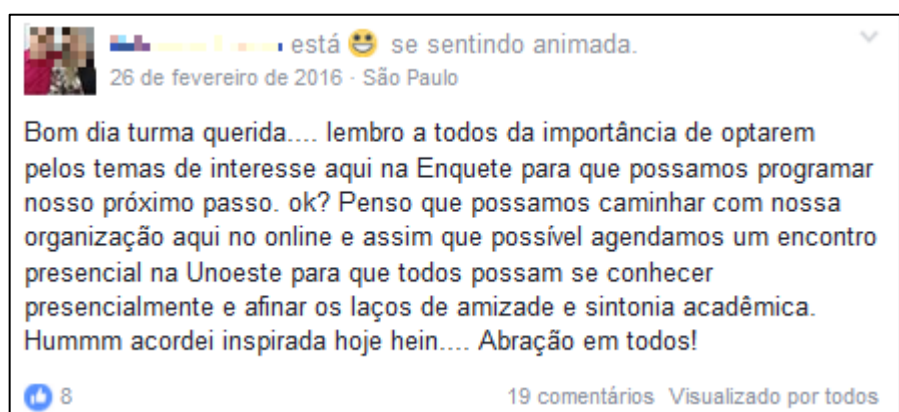 está se sentindo animada.
26 de fevereiro de 2016 · São Paulo
Bom dia turma querida.... lembro a todos da importância de optarem
pelos temas de interesse aqui na Enquete para que possamos programar
nosso próximo passo. ok? Penso que possamos caminhar com nossa
organização aqui no online e assim que possível agendamos um encontro
presencial na Unoeste para que todos possam se conhecer
presencialmente e afinar os laços de amizade e sintonia acadêmica.
Hummm acordei inspirada hoje hein.... Abração em todos!
8 19 comentários Visualizado por todos